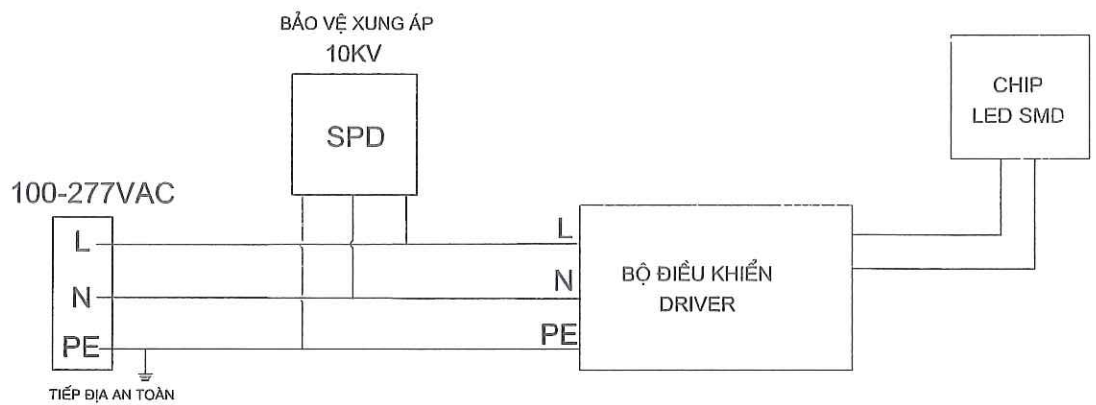 BẢO VỆ XUNG ÁP
10KV
SPD
CHIP
LED SMD
100-277VAC
L
N
PE
TIẾP ĐỊA AN TOÀN
L
N
PE
BỘ ĐIỀU KHIỂN
DRIVER